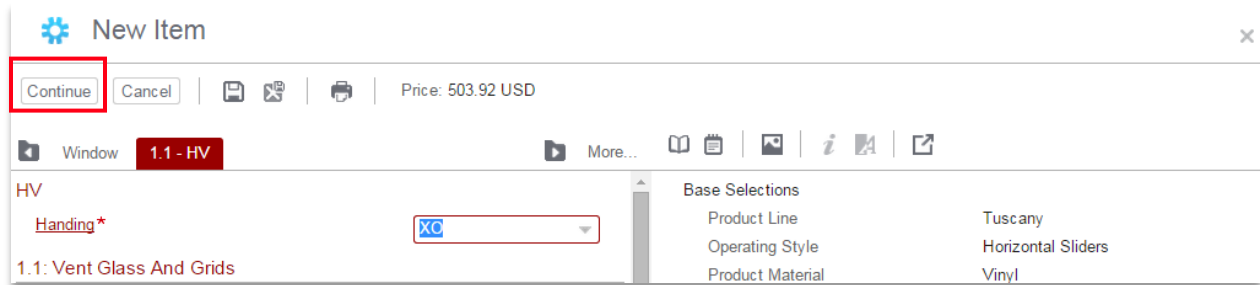 New Item
Continue Cancel Price: 503.92 USD
Window 1.1 - HV More...
HV
Handing* XO
1.1: Vent Glass And Grids
Base Selections
Product Line Tuscany
Operating Style Horizontal Sliders
Product Material Vinyl